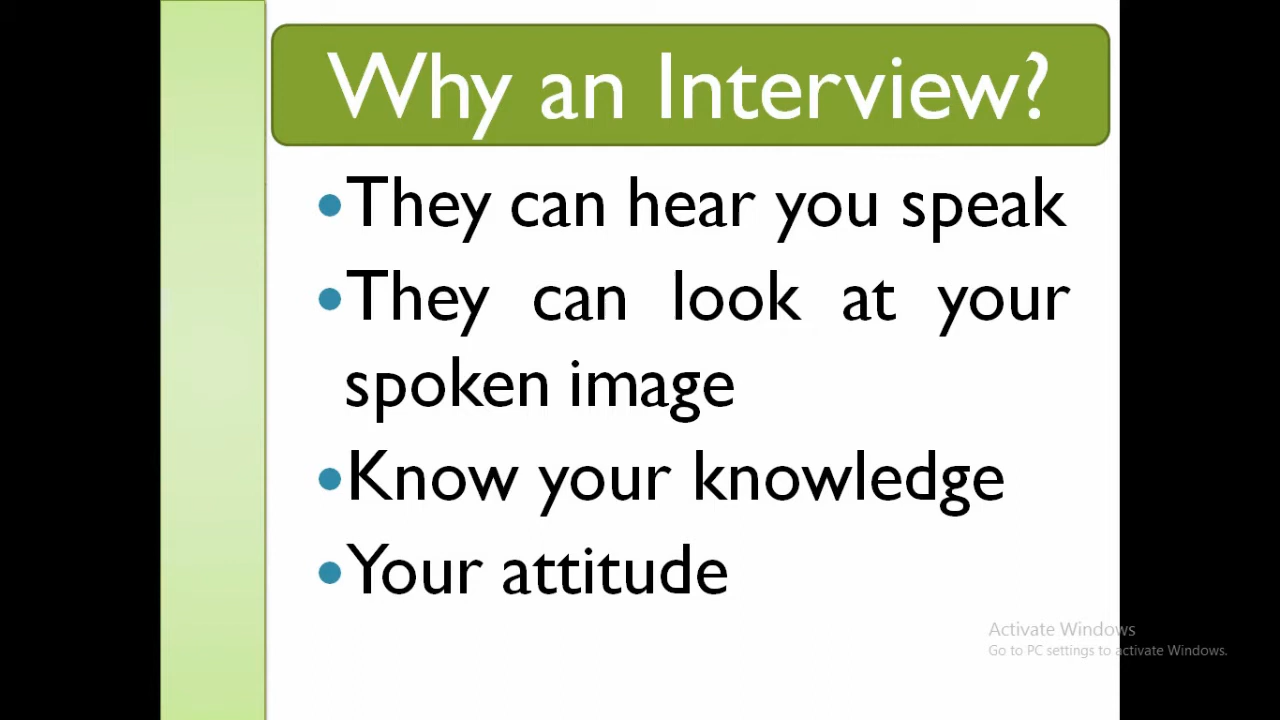 Why an Interview?
•They can hear you speak
•They can look at your
spoken image
•Know your knowledge
•Your attitude
Activate Windows
Go to PC settings to activate Windows.